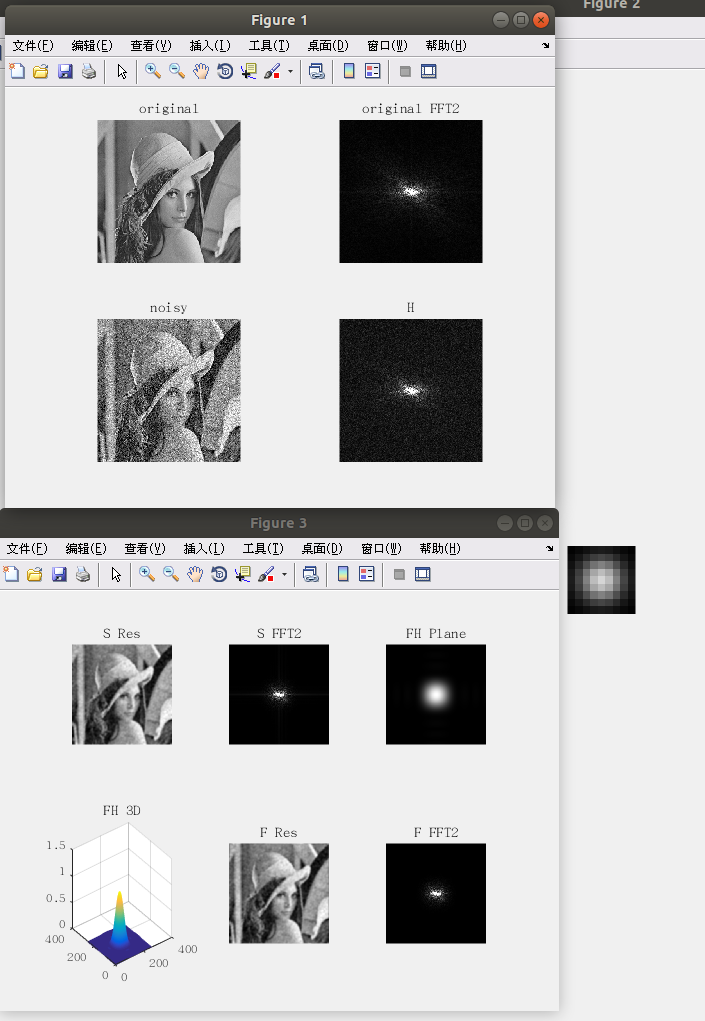 Figure 1
Figure 2
文件(F) 编辑(E) 查看(V) 插入(I) 工具(T) 桌面(D) 窗口(W) 帮助(H)
original original FFT2
noisy H
Figure 3
文件(F) 编辑(E) 查看(V) 插入(I) 工具(T) 桌面(D) 窗口(W) 帮助(H)
S Res S FFT2 FH Plane
FH 3D
F Res F FFT2
1.5
1
0.5
0
400
200
0
0
200
400